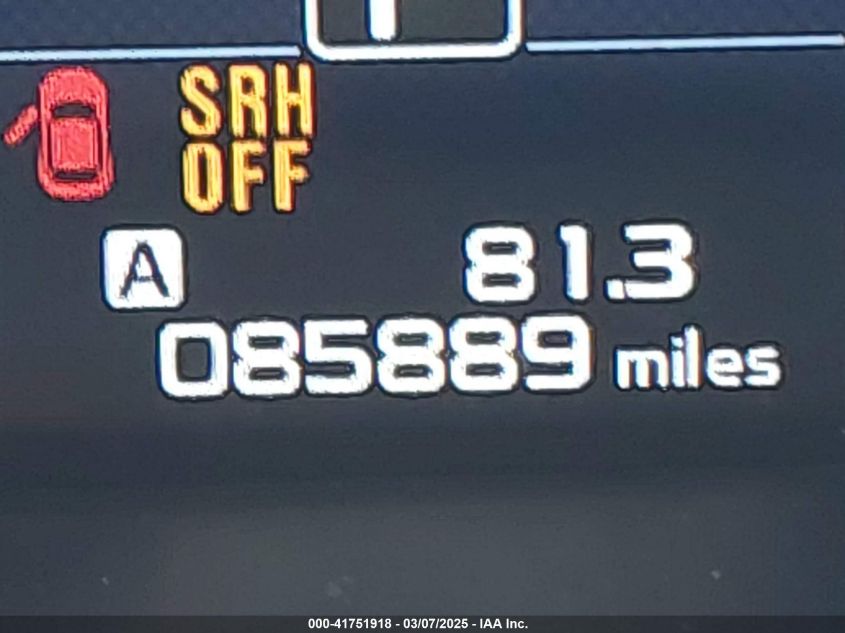 SRH
OFF
A 81.3
085889 miles
000-41751918 - 03/07/2025 - IAA Inc.